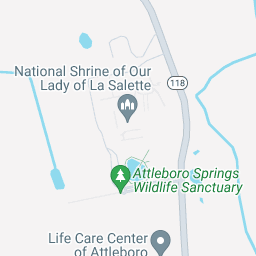 National Shrine of Our
Lady of La Salette
118
Attleboro Springs
Wildlife Sanctuary
Life Care Center
of Attleboro